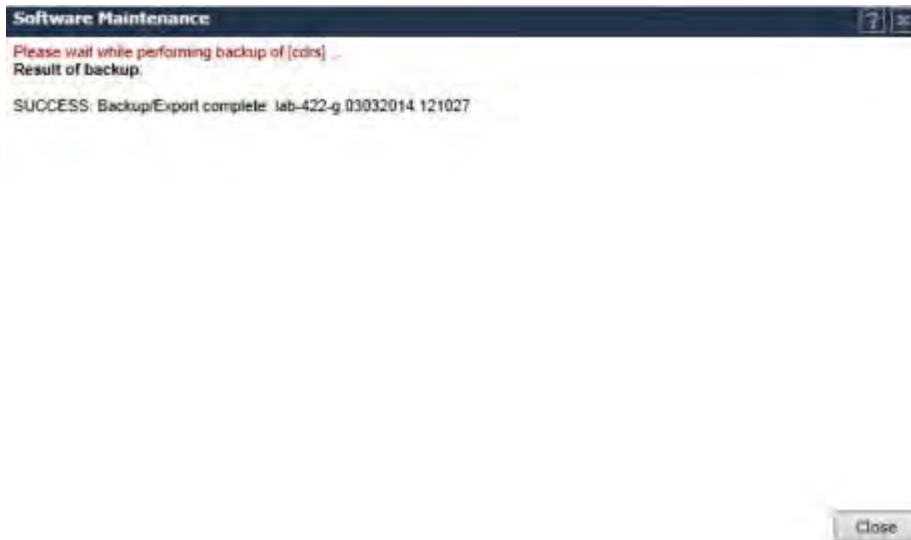 Software Maintenance
Please wait while performing backup of [cdrs] ...
Result of backup:
SUCCESS: Backup/Export complete: lab-422-g.03032014.121027
Close